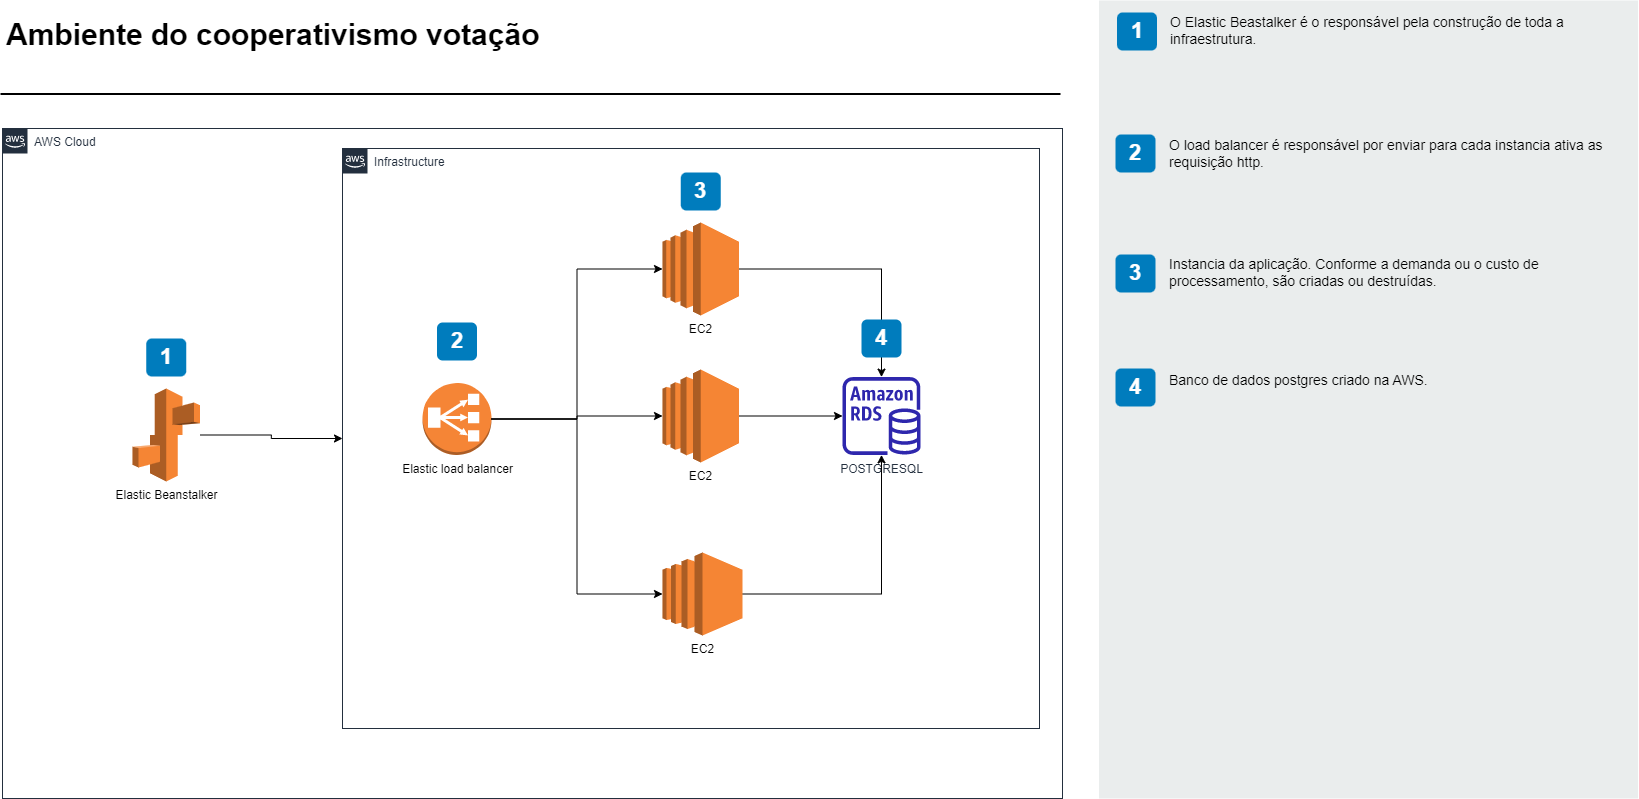 Ambiente do cooperativismo votação
aws
AWS Cloud
aws
Infrastructure
3
EC2
2
Elastic load balancer
1
Elastic Beanstalker
EC2
4
Amazon
RDS
POSTGRESQL
EC2
1
O Elastic Beastalker é o responsável pela construção de toda a
infraestrutura.
2
O load balancer é responsável por enviar para cada instancia ativa as
requisição http.
3
Instancia da aplicação. Conforme a demanda ou o custo de
processamento, são criadas ou destruídas.
4
Banco de dados postgres criado na AWS.